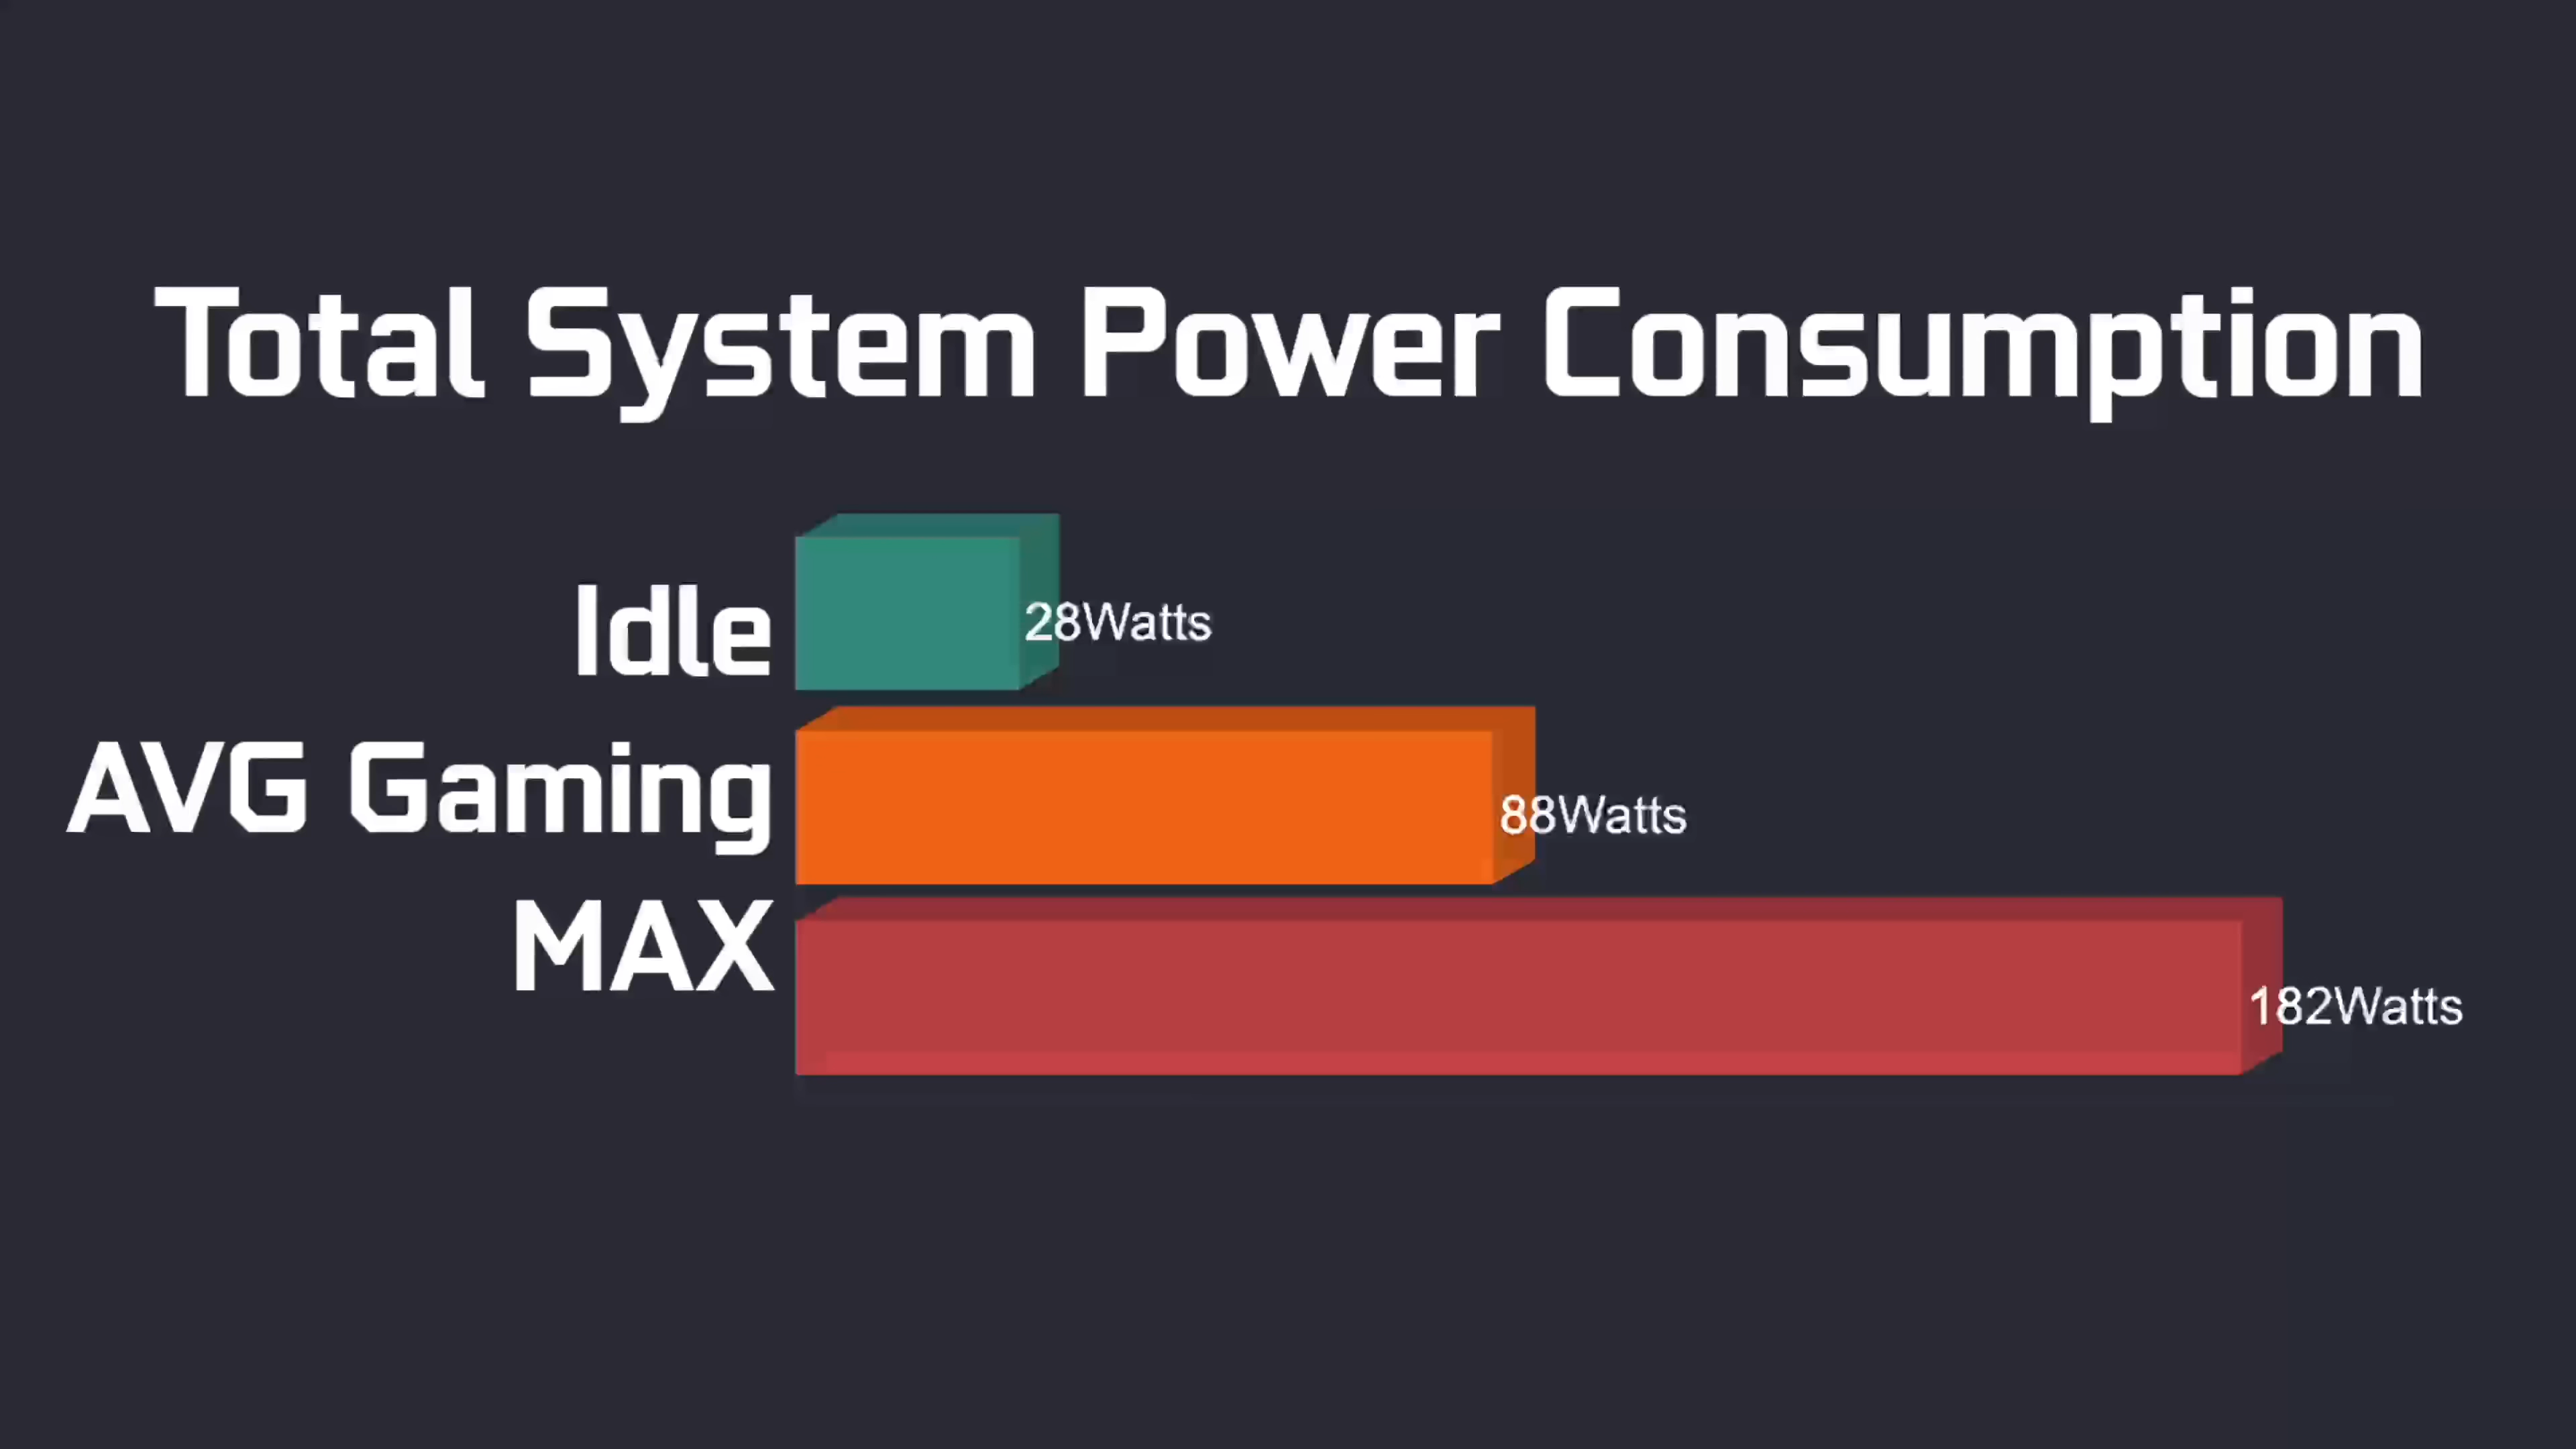 Total System Power Consumption
Idle
28Watts
AVG Gaming
88Watts
MAX
182Watts